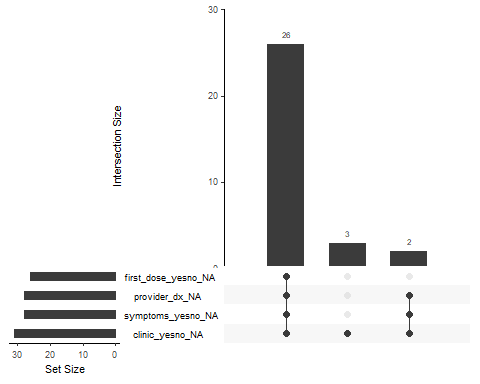 30
26
20
Intersection Size
10
3
2
0
first_dose_yesno_NA
provider_dx_NA
symptoms_yesno_NA
clinic_yesno_NA
30 20 10 0
Set Size